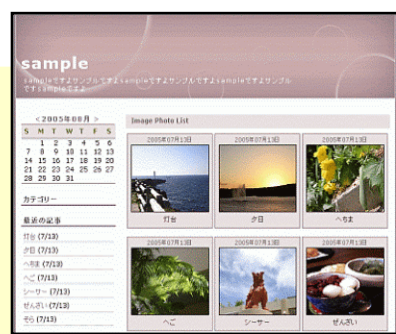 sample
sampleですよサンプルですよsampleですよサンプルですよsampleですよサンプル
ですsampleですよ
<2005年08月 >
S M T W T F S
1 2 3 4 5 6
7 8 9 10 11 12 13
14 15 16 17 18 19 20
21 22 23 24 25 26 27
28 29 30 31
カテゴリー
最近の記事
灯台 (7/13)
夕日 (7/13)
へちま (7/13)
へご (7/13)
シーサー (7/13)
ぜんざい (7/13)
そら (7/13)
Image Photo List
2005年07月13日
灯台
2005年07月13日
夕日
2005年07月13日
へちま
2005年07月13日
へご
2005年07月13日
シーサー
2005年07月13日
ぜんざい